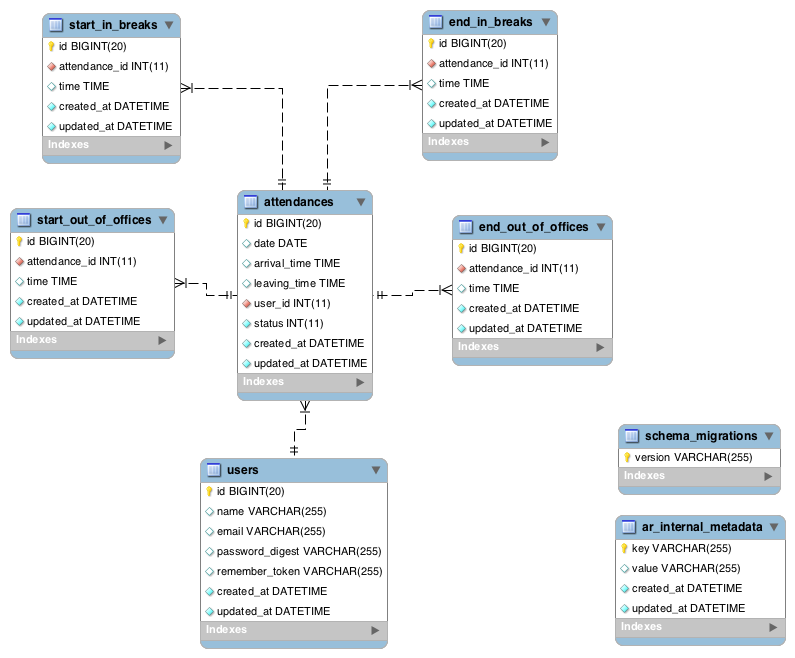 start_in_breaks
id BIGINT(20)
attendance_id INT(11)
time TIME
created_at DATETIME
updated_at DATETIME
Indexes
end_in_breaks
id BIGINT(20)
attendance_id INT(11)
time TIME
created_at DATETIME
updated_at DATETIME
Indexes
start_out_of_offices
id BIGINT(20)
attendance_id INT(11)
time TIME
created_at DATETIME
updated_at DATETIME
Indexes
attendances
id BIGINT(20)
date DATE
arrival_time TIME
leaving_time TIME
user_id INT(11)
status INT(11)
created_at DATETIME
updated_at DATETIME
Indexes
end_out_of_offices
id BIGINT(20)
attendance_id INT(11)
time TIME
created_at DATETIME
updated_at DATETIME
Indexes
users
id BIGINT(20)
name VARCHAR(255)
email VARCHAR(255)
password_digest VARCHAR(255)
remember_token VARCHAR(255)
created_at DATETIME
updated_at DATETIME
Indexes
schema_migrations
version VARCHAR(255)
Indexes
ar_internal_metadata
key VARCHAR(255)
value VARCHAR(255)
created_at DATETIME
updated_at DATETIME
Indexes